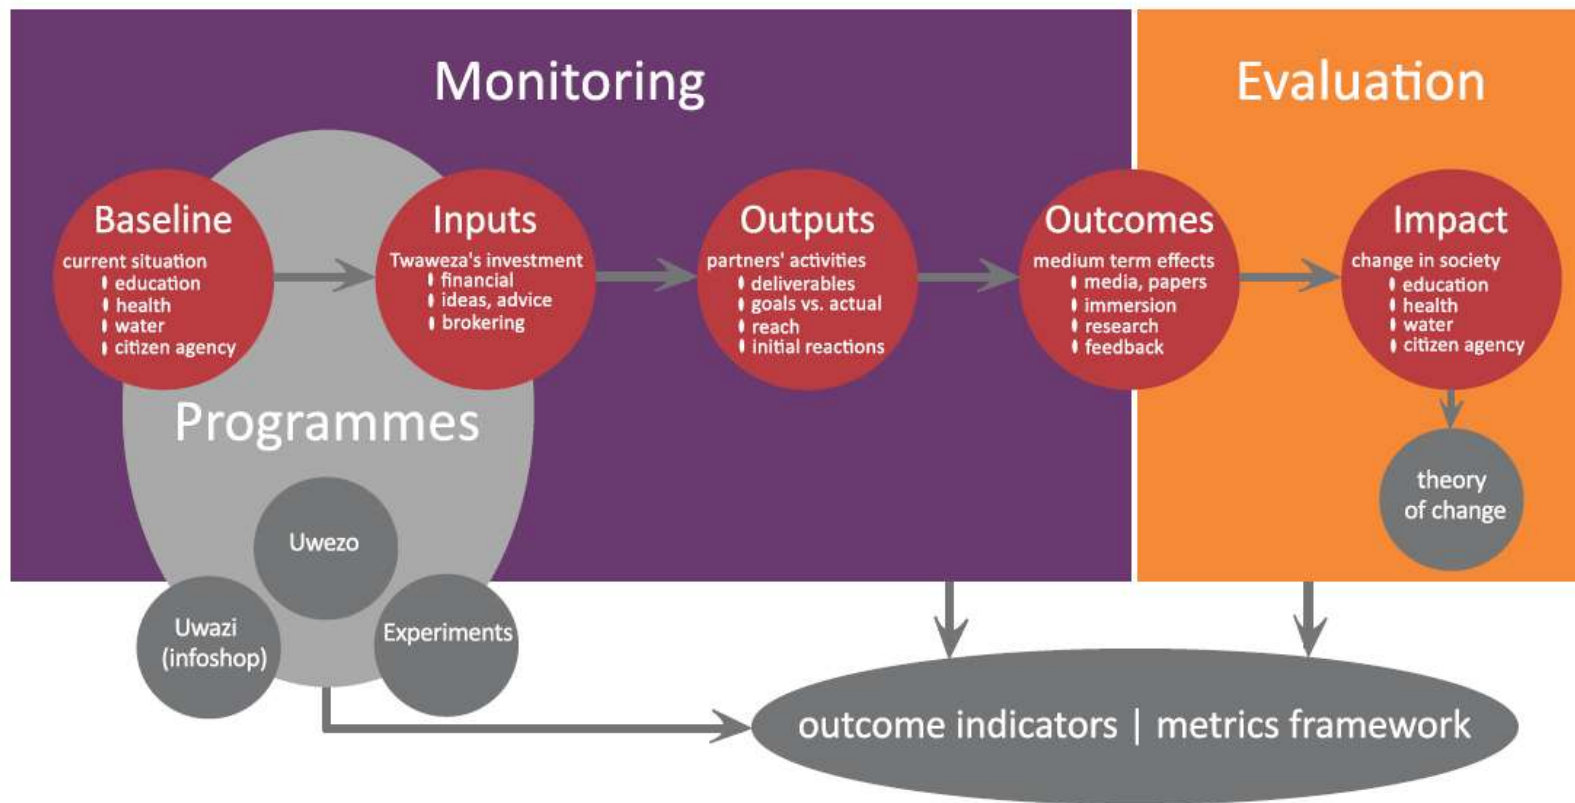 Monitoring
Evaluation
Baseline
current situation
education
health
water
citizen agency
Inputs
Twaweza's investment
financial
ideas, advice
brokering
Outputs
partners' activities
deliverables
goals vs. actual
reach
initial reactions
Outcomes
medium term effects
media, papers
immersion
research
feedback
Impact
change in society
education
health
water
citizen agency
Programmes
theory
of change
Uwezo
Uwazi
(infoshop)
Experiments
outcome indicators | metrics framework